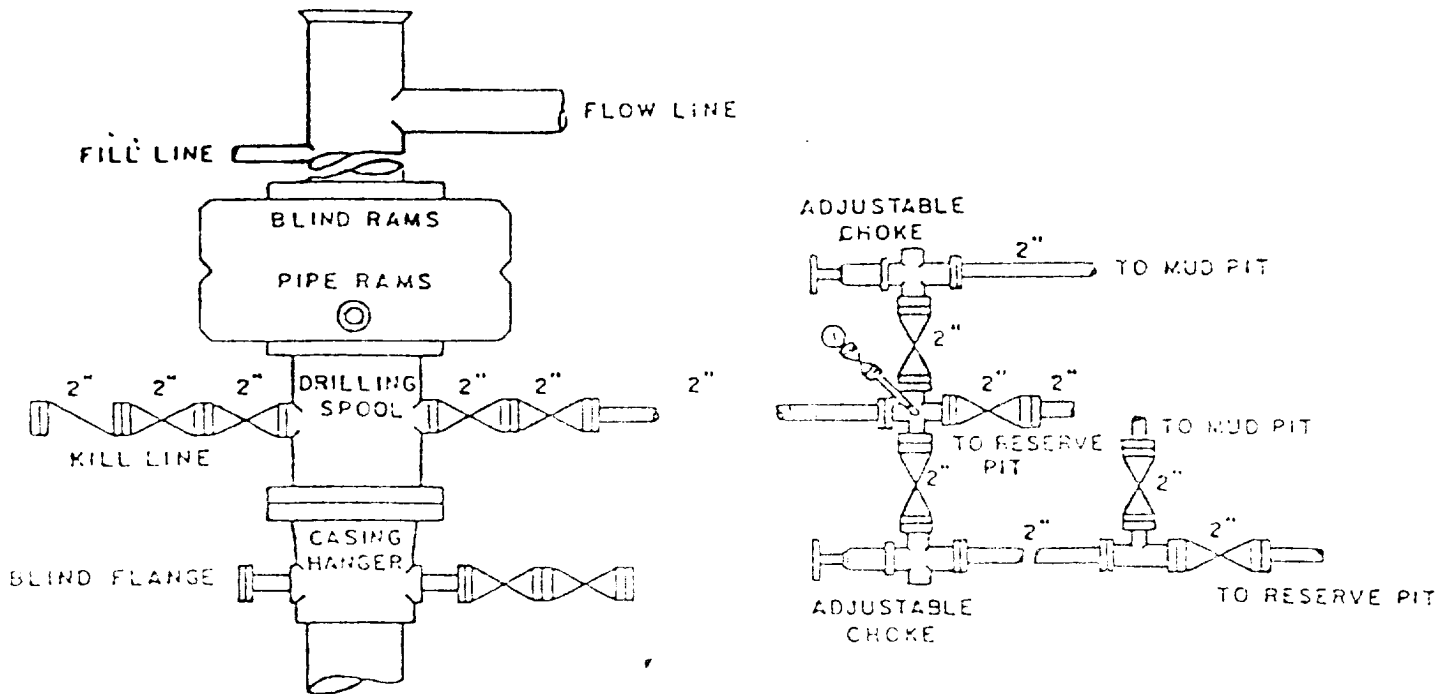 FLOW LINE
FILL LINE
BLIND RAMS
PIPE RAMS
2" 2" 2" DRILLING 2" 2" 2"
SPOOL
KILL LINE
CASING
HANGER
BLIND FLANGE
ADJUSTABLE
CHOKE
2"
TO MUD PIT
2"
2" 2"
TO RESERVE
PIT
TO MUD PIT
2"
2"
2"
2"
TO RESERVE PIT
ADJUSTABLE
CHOKE